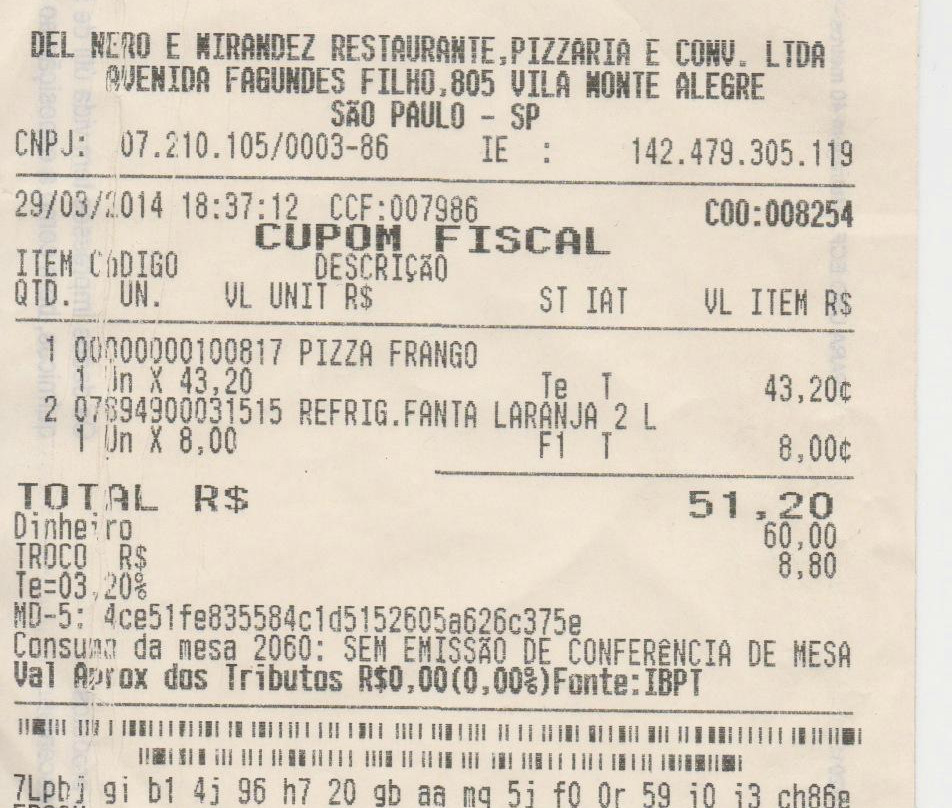 DEL NERO E MIRANDEZ RESTAURANTE,PIZZARIA E CONV. LTDA
AVENIDA FAGUNDES FILHO,805 VILA MONTE ALEGRE
SÃO PAULO - SP
CNPJ: 07.210.105/0003-86 IE : 142.479.305.119
29/03/2014 18:37:12 CCF:007986 COO:008254
CUPOM FISCAL
ITEM CÓDIGO DESCRIÇÃO
QTD. UN. VL UNIT R$ ST IAT VL ITEM R$
1 00000000100817 PIZZA FRANGO
1 Un X 43,20 Te T 43,20¢
2 07894900031515 REFRIG.FANTA LARANJA 2 L
1 Un X 8,00 F1 T 8,00¢
TOTAL R$ 51,20
Dinheiro 60,00
TROCO R$ 8,80
Te=03,20%
MD-5: 4ce51fe835584c1d5152605a626c375e
Consumo da mesa 2060: SEM EMISSÃO DE CONFERÊNCIA DE MESA
Val Aprox dos Tributos R$0,00(0,00%)Fonte:IBPT
7Lpbj gi b1 4j 96 h7 20 gb aa mq 5j f0 0r 59 i0 i3 ch86e